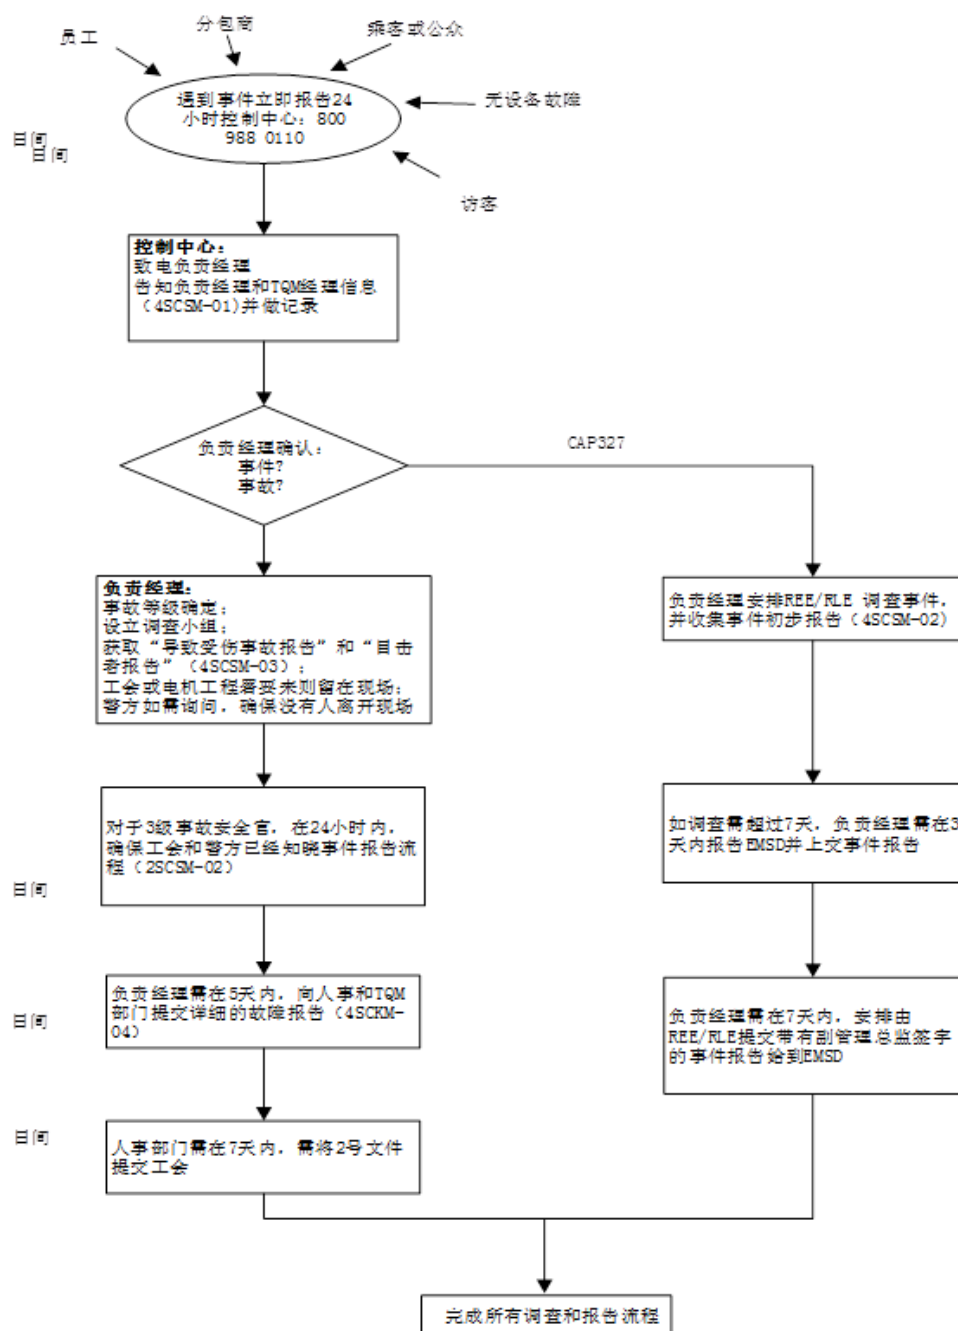 员工
分包商
乘客或公众
遇到事件立即报告24
小时控制中心：800
988 0110
无设备故障
日间
日间
访客
控制中心：
致电负责经理
告知负责经理和TQM经理信息
（4SCSM-01)并做记录
负责经理确认：
事件?
事故?
CAP327
负责经理：
事故等级确定；
设立调查小组；
获取“导致受伤事故报告”和“目击
者报告”（4SCSM-03）；
工会或电机工程署要未则留在现场；
警方如需询问，确保没有人离开现场
负责经理安排REE/RLE 调查事件，
并收集事件初步报告（4SCSM-02）
对于3级事故安全官，在24小时内，
确保工会和警方已经知晓事件报告流
程（2SCSM-02）
如调查需超过7天，负责经理需在3
天内报告EMSD并上交事件报告
日间
负责经理需在5天内，向人事和TQM
部门提交详细的故障报告（4SCKM-
04）
日间
负责经理需在7天内，安排由
REE/RLE提交带有副管理总监签字
的事件报告给到EMSD
日间
人事部门需在7天内，需将2号文件
提交工会
完成所有调查和报告流程